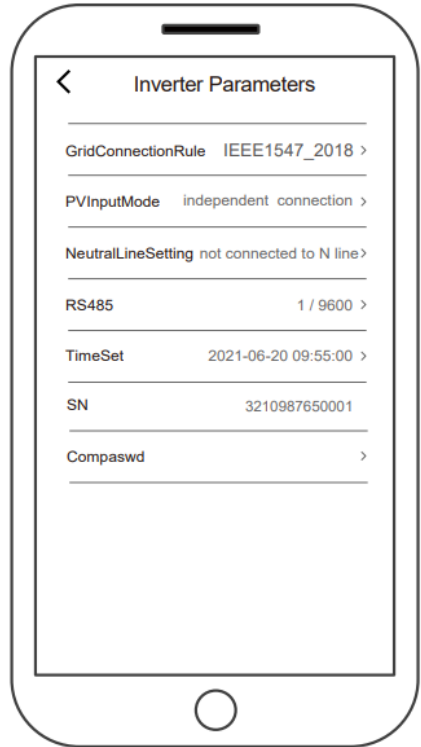 Inverter Parameters
GridConnectionRule IEEE1547_2018 >
PVInputMode independent connection >
NeutralLineSetting not connected to N line >
RS485 1 / 9600 >
TimeSet 2021-06-20 09:55:00 >
SN 3210987650001
Compaswd >